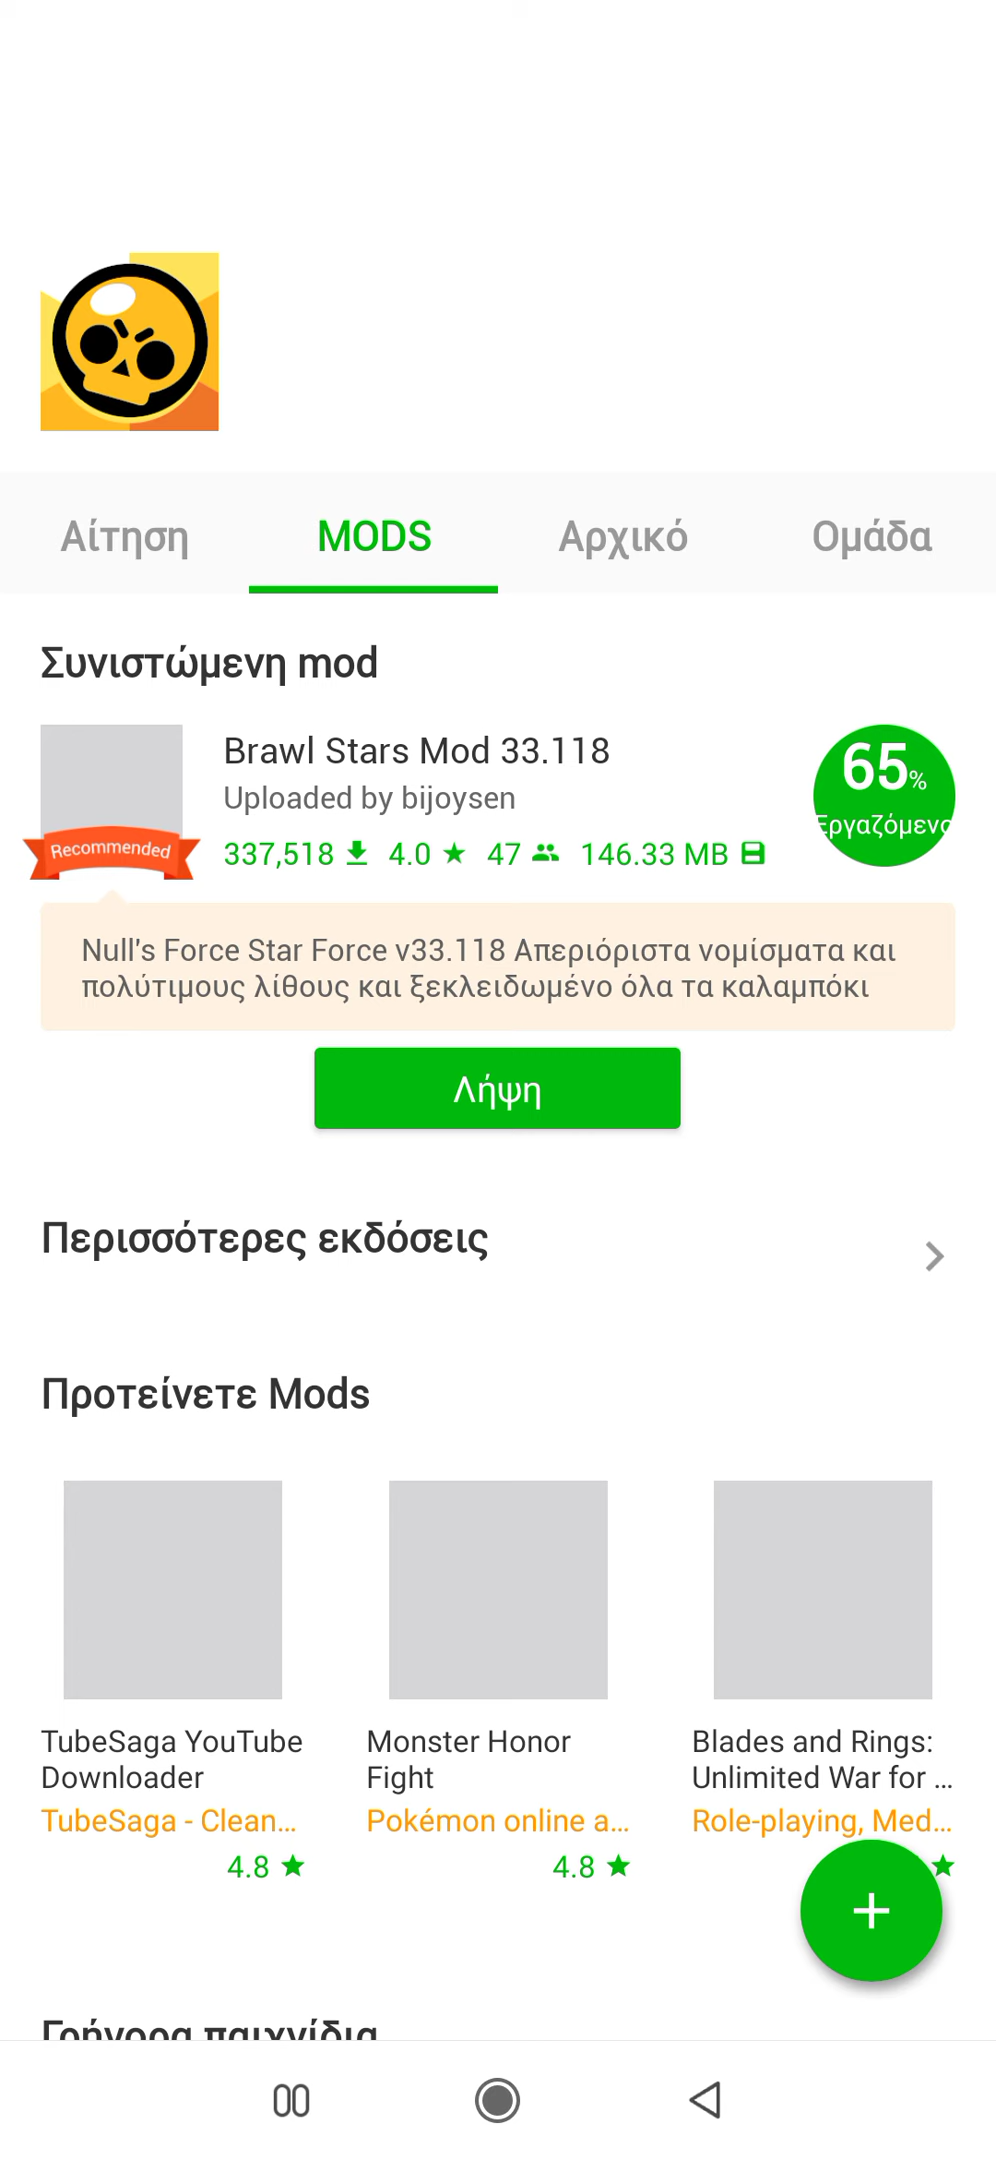 Αίτηση MODS Αρχικό Ομάδα
Συνιστώμενη mod
Brawl Stars Mod 33.118
Uploaded by bijoysen
337,518 4.0 47 146.33 MB
Recommended
65%
Εργαζόμενο
Null's Force Star Force v33.118 Απεριόριστα νομίσματα και
πολύτιμους λίθους και ξεκλειδωμένο όλα τα καλαμπόκι
Λήψη
Περισσότερες εκδόσεις
Προτείνετε Mods
TubeSaga YouTube
Downloader
TubeSaga - Clean...
4.8
Monster Honor
Fight
Pokémon online a...
4.8
Blades and Rings:
Unlimited War for ...
Role-playing, Med...
Γρήγορα παιχνίδια